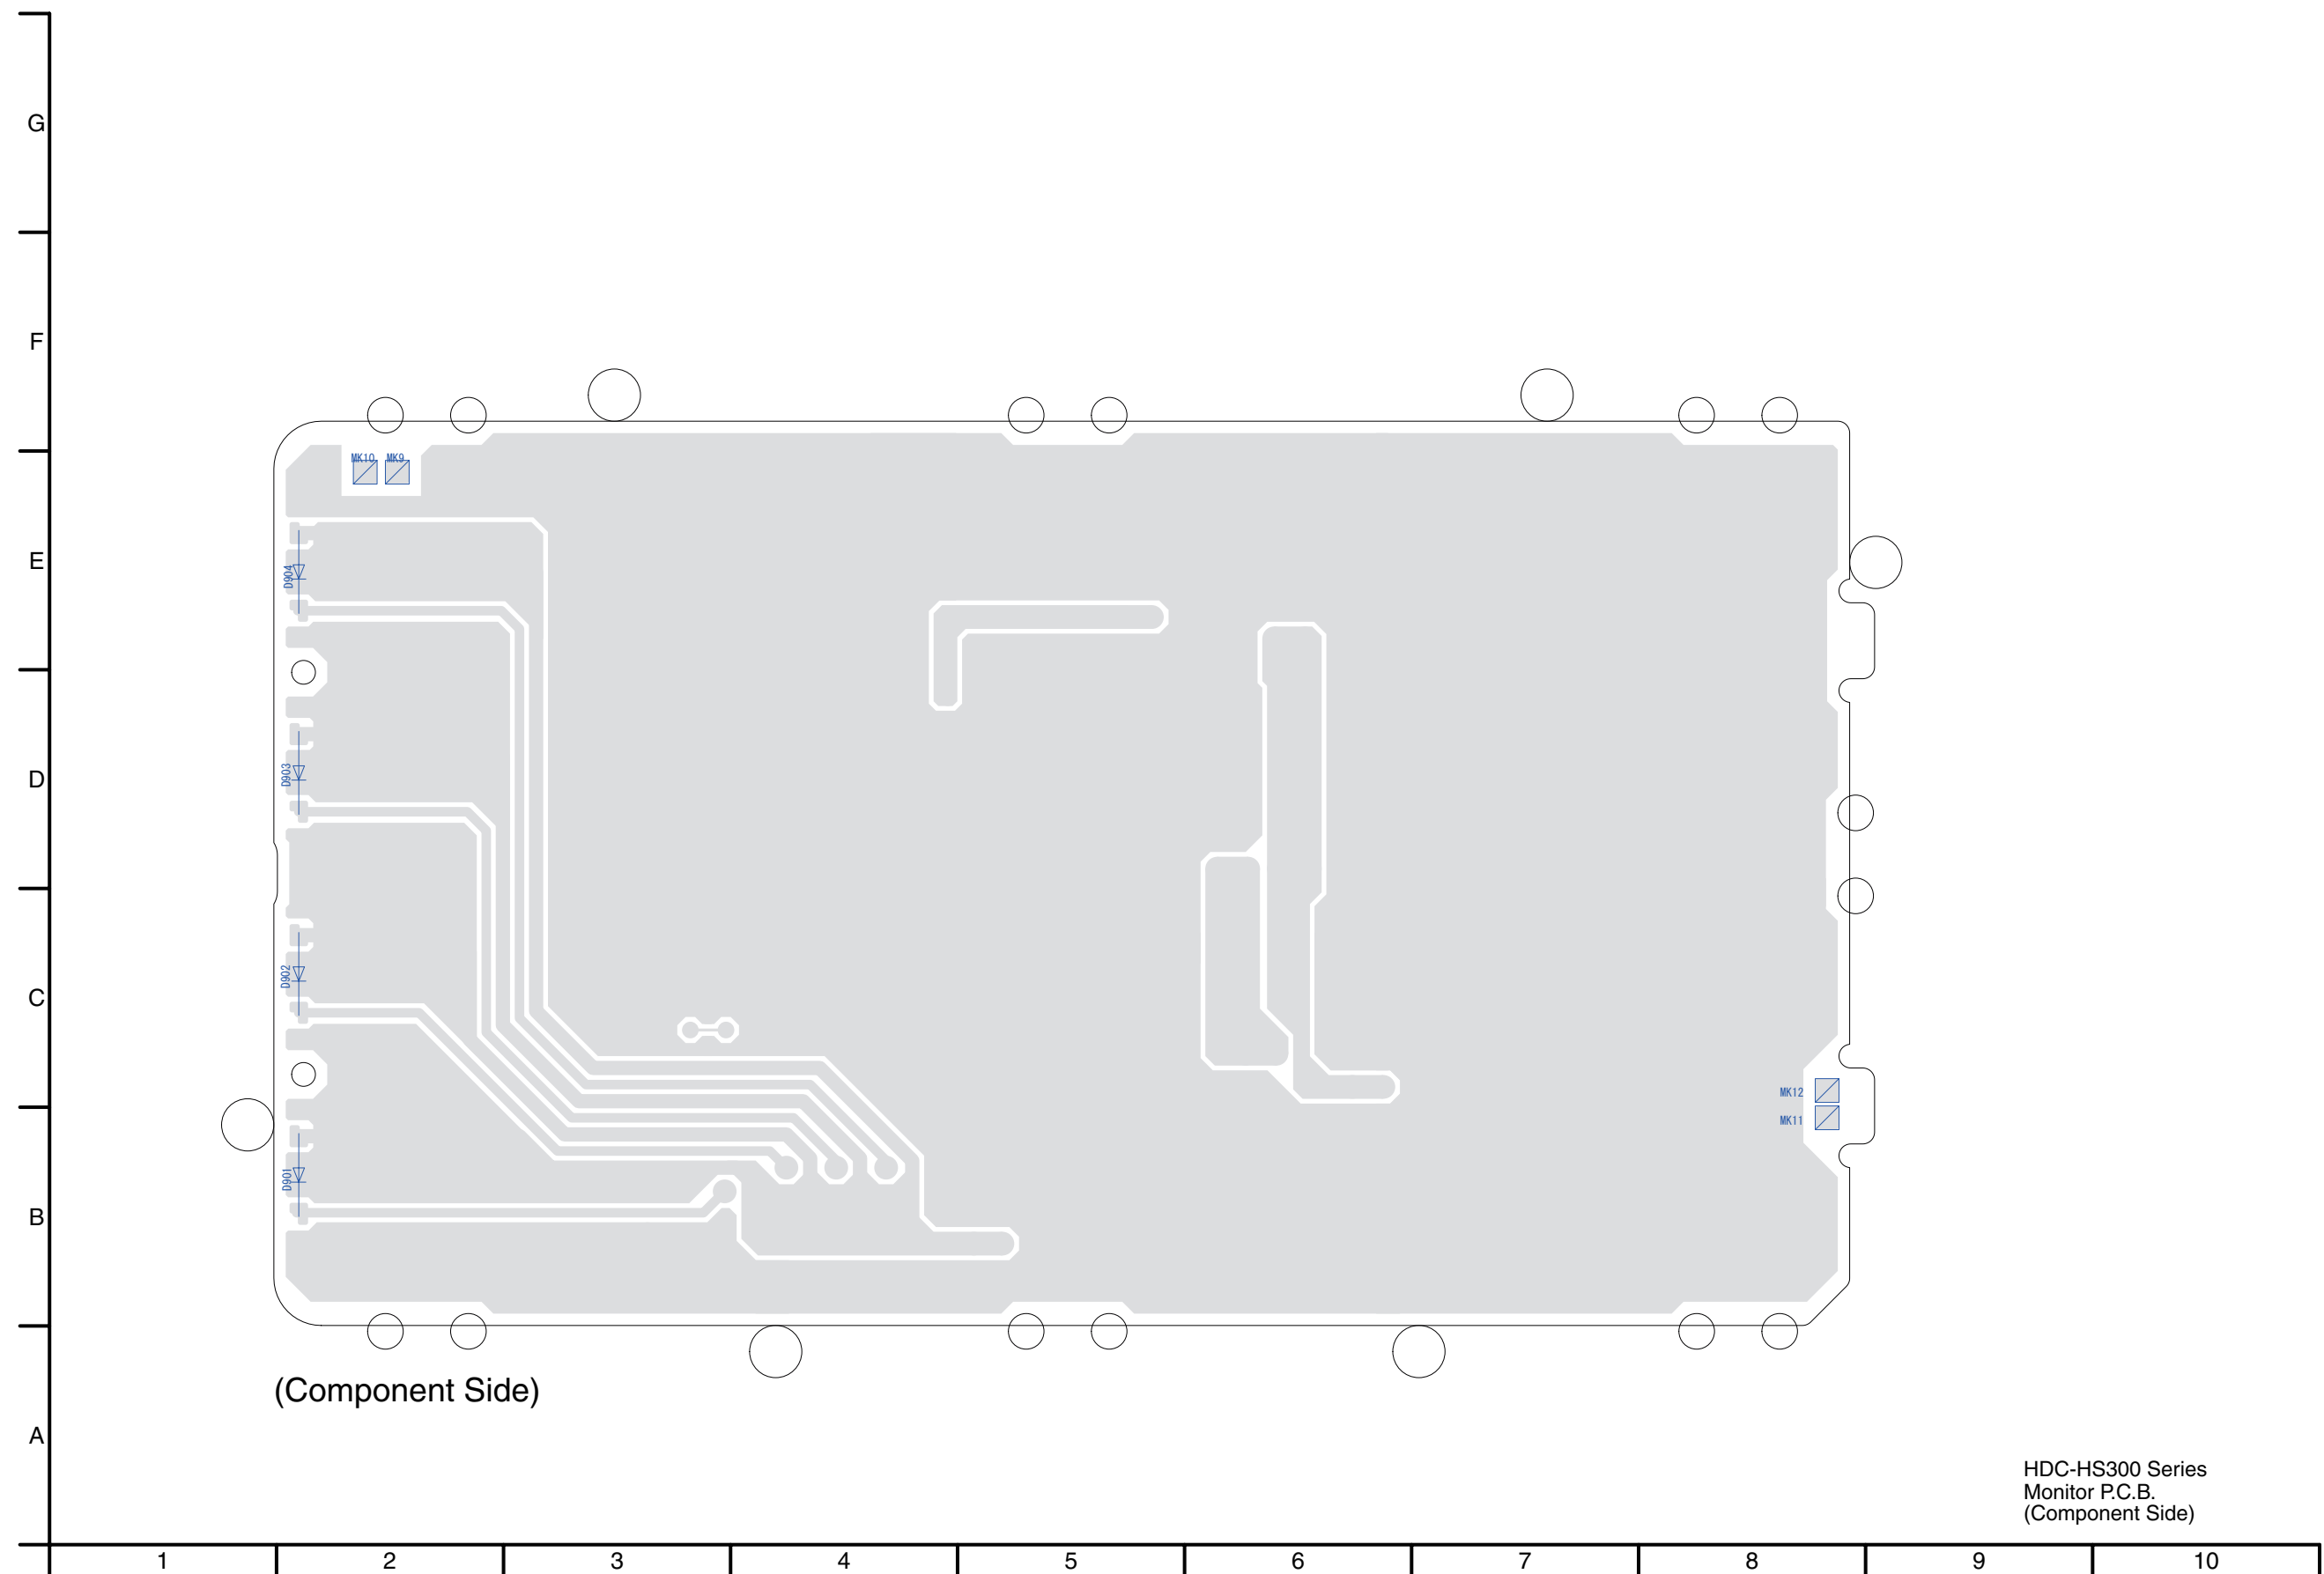 G
F
MK10 MK9
E
D904
D903
D
D902
C
MK12
MK11
D901
B
(Component Side)
A
HDC-HS300 Series
Monitor P.C.B.
(Component Side)
1 2 3 4 5 6 7 8 9 10